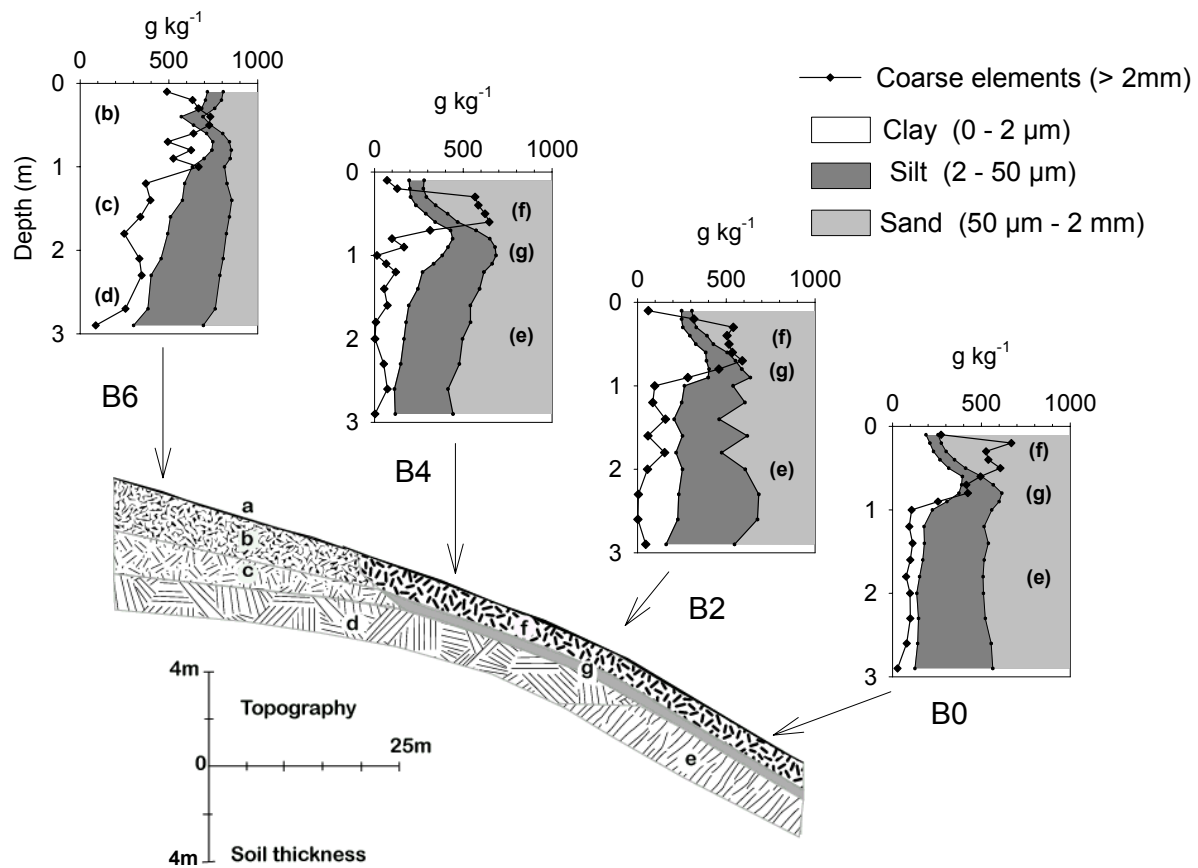 g kg-1
0 500 1000
0
1
2
3
Depth (m)
(b)
(c)
(d)
B6
g kg-1
0 500 1000
0
1
2
3
(f)
(g)
(e)
B4
g kg-1
0 500 1000
0
1
2
3
(f)
(g)
(e)
B2
g kg-1
0 500 1000
0
1
2
3
(f)
(g)
(e)
B0
Coarse elements (> 2mm)
Clay (0 - 2 µm)
Silt (2 - 50 µm)
Sand (50 µm - 2 mm)
a
b
c
d
f
g
e
4m
Topography
25m
0
4m
Soil thickness